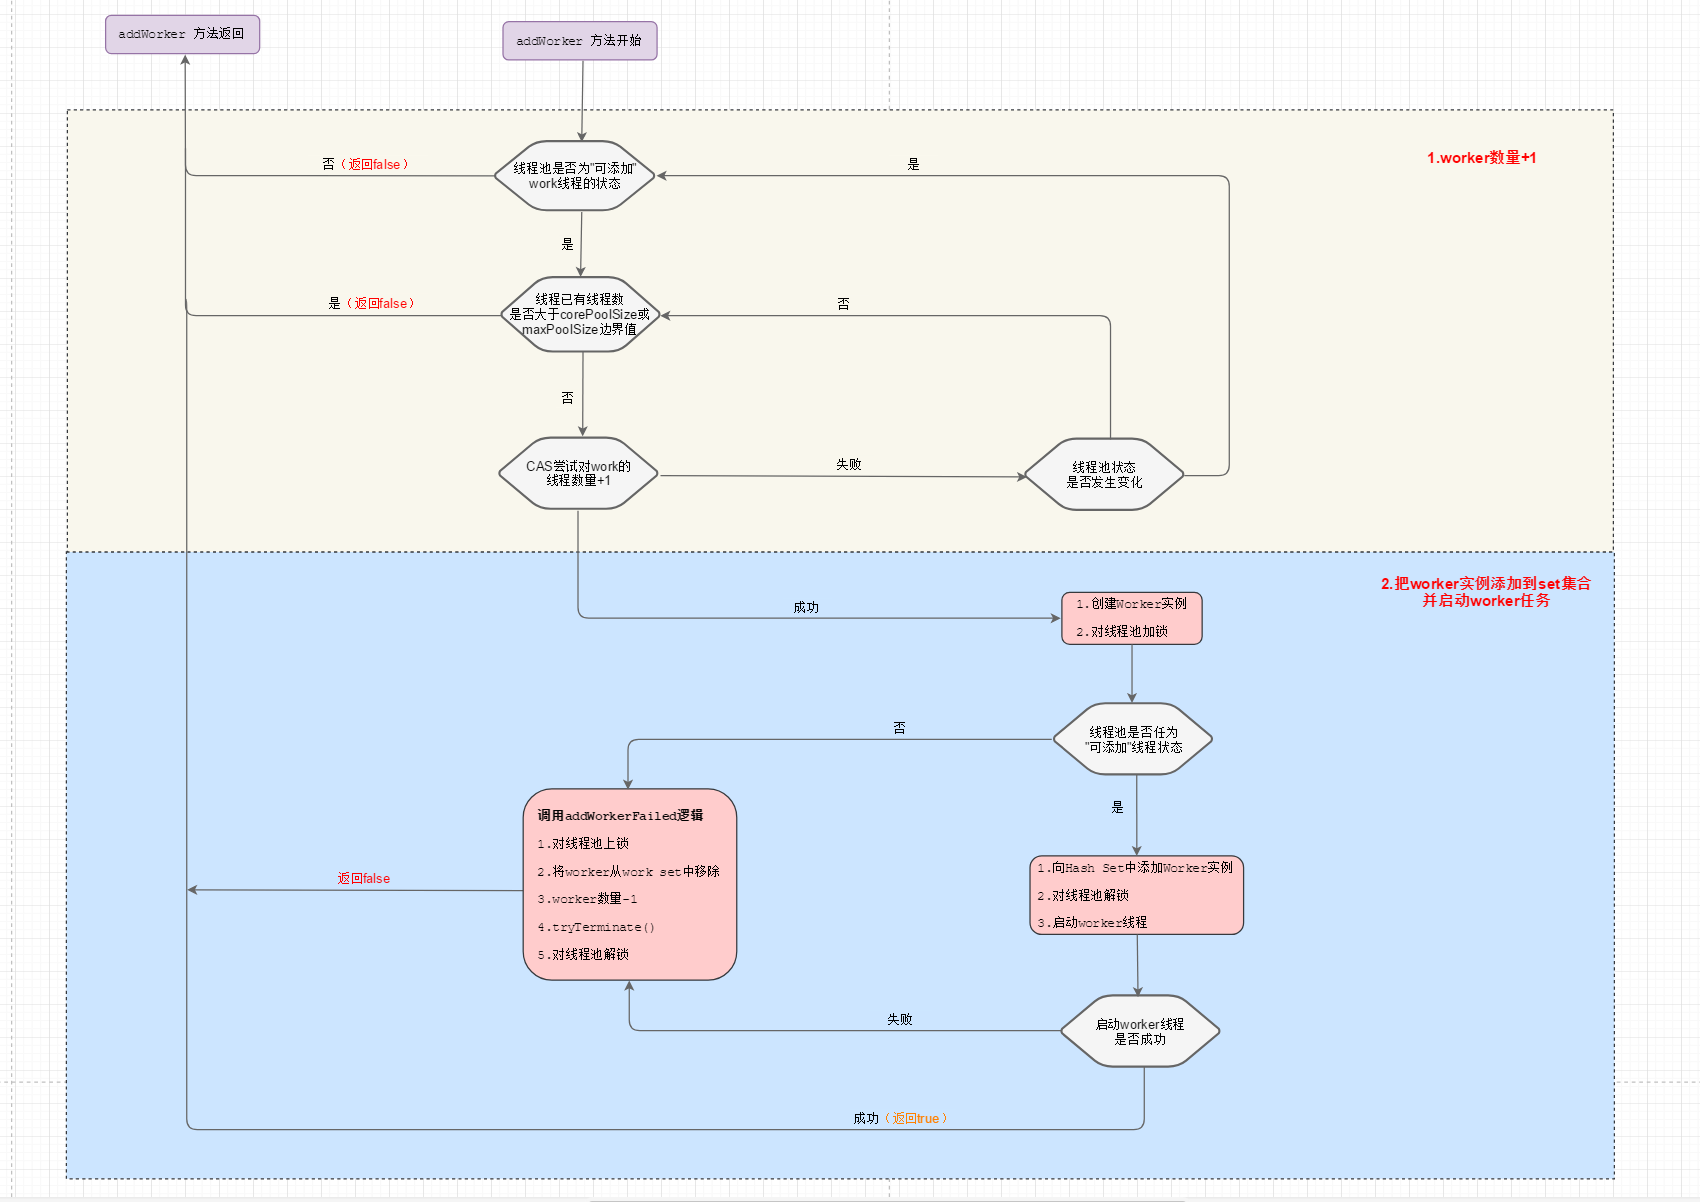 addWorker 方法返回
addWorker 方法开始
1.worker数量+1
线程池是否为"可添加"
work线程的状态
否（返回false）
是
是
线程已有线程数
是否大于corePoolSize或
maxPoolSize边界值
是（返回false）
否
否
CAS尝试对work的
线程数量+1
失败
线程池状态
是否发生变化
2.把worker实例添加到set集合
并启动worker任务
成功
1.创建Worker实例
2.对线程池加锁
线程池是否任为
"可添加"线程状态
否
是
调用addWorkerFailed逻辑
1.对线程池上锁
2.将worker从work set中移除
3.worker数量-1
4.tryTerminate()
5.对线程池解锁
返回false
1.向Hash Set中添加Worker实例
2.对线程池解锁
3.启动worker线程
启动worker线程
是否成功
失败
成功（返回true）